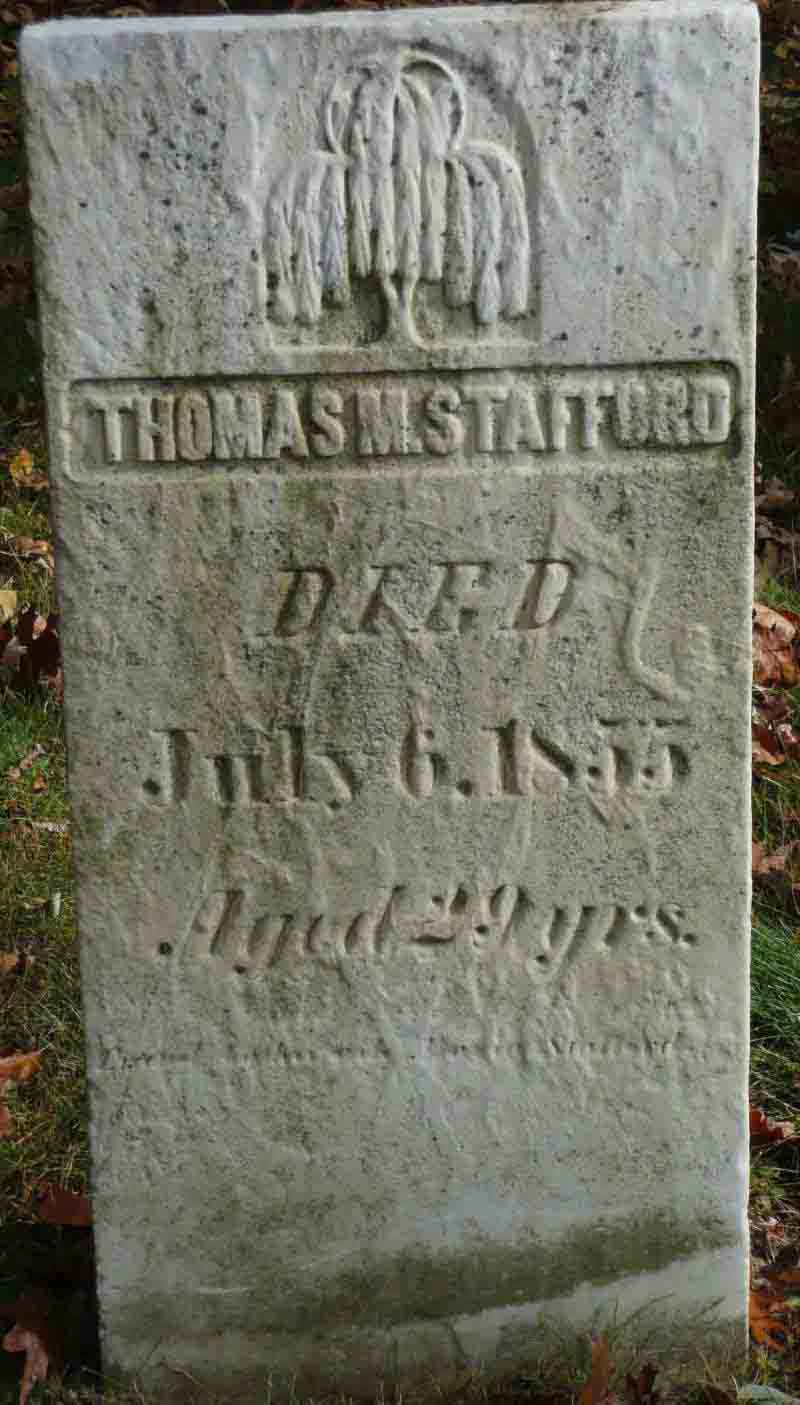 THOMAS M. STAFFORD
DIED
July 6. 1855
Aged 29 yrs.